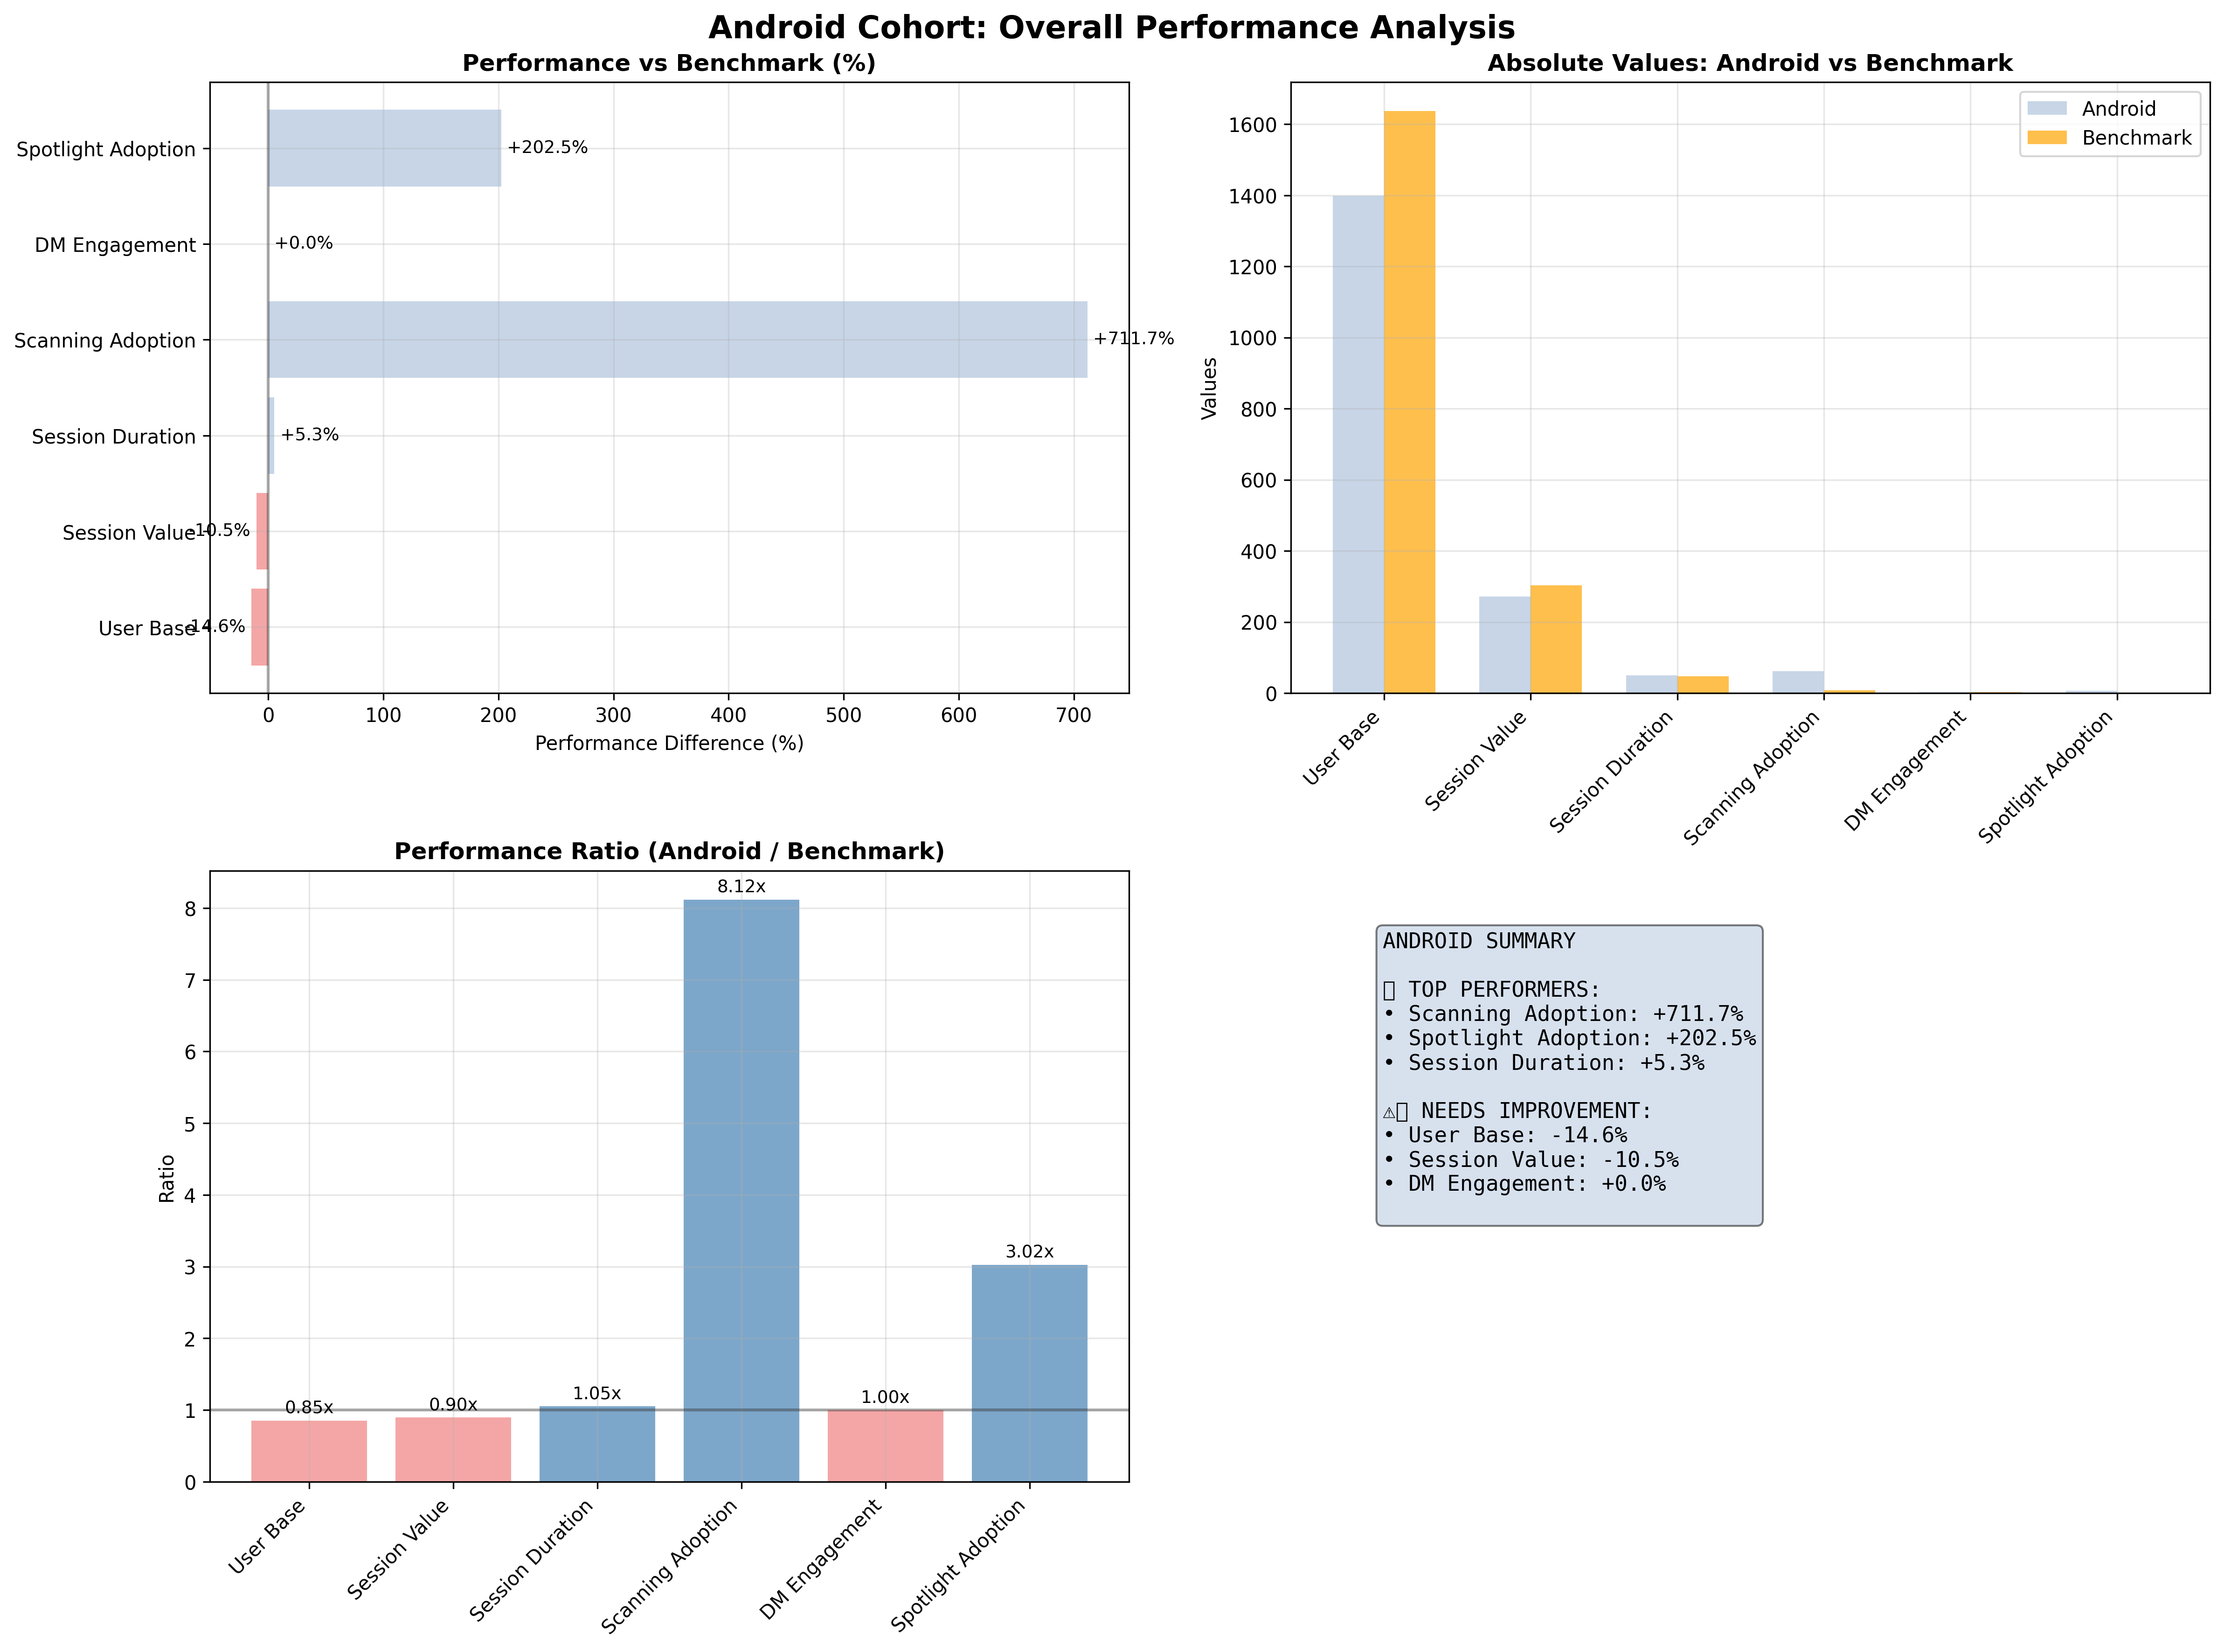 Android Cohort: Overall Performance Analysis
Performance vs Benchmark (%)
Spotlight Adoption
+202.5%
DM Engagement
+0.0%
Scanning Adoption
+711.7%
Session Duration
+5.3%
Session Value
-10.5%
User Base
-14.6%
0 100 200 300 400 500 600 700
Performance Difference (%)
Absolute Values: Android vs Benchmark
Android
Benchmark
1600
1400
1200
1000
800
600
400
200
0
Values
User Base
Session Value
Session Duration
Scanning Adoption
DM Engagement
Spotlight Adoption
Performance Ratio (Android / Benchmark)
8
7
6
5
4
3
2
1
0
Ratio
0.85x
0.90x
1.05x
8.12x
1.00x
3.02x
User Base
Session Value
Session Duration
Scanning Adoption
DM Engagement
Spotlight Adoption
ANDROID SUMMARY
TOP PERFORMERS:
• Scanning Adoption: +711.7%
• Spotlight Adoption: +202.5%
• Session Duration: +5.3%
⚠ NEEDS IMPROVEMENT:
• User Base: -14.6%
• Session Value: -10.5%
• DM Engagement: +0.0%